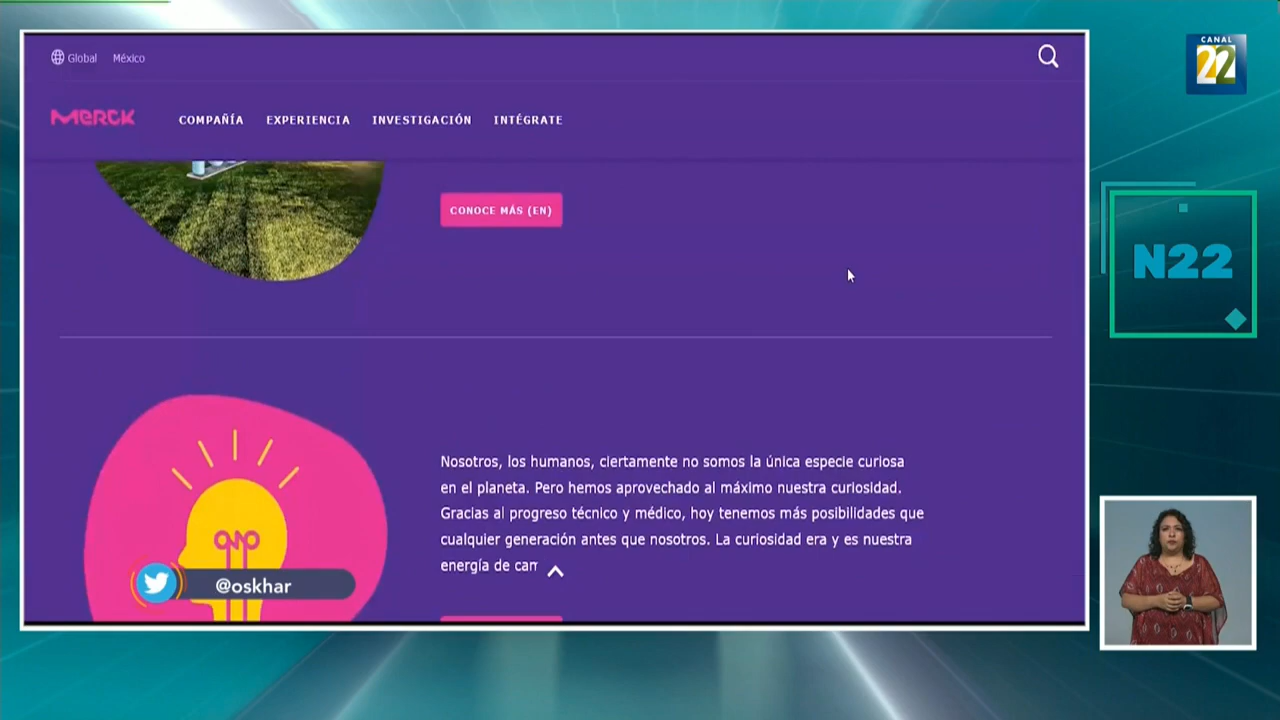 Global México
CANAL
22
MERCK
COMPAÑÍA EXPERIENCIA INVESTIGACIÓN INTÉGRATE
CONOCE MÁS (EN)
N22
Nosotros, los humanos, ciertamente no somos la única especie curiosa
en el planeta. Pero hemos aprovechado al máximo nuestra curiosidad.
Gracias al progreso técnico y médico, hoy tenemos más posibilidades que
cualquier generación antes que nosotros. La curiosidad era y es nuestra
energía de
@oskhar